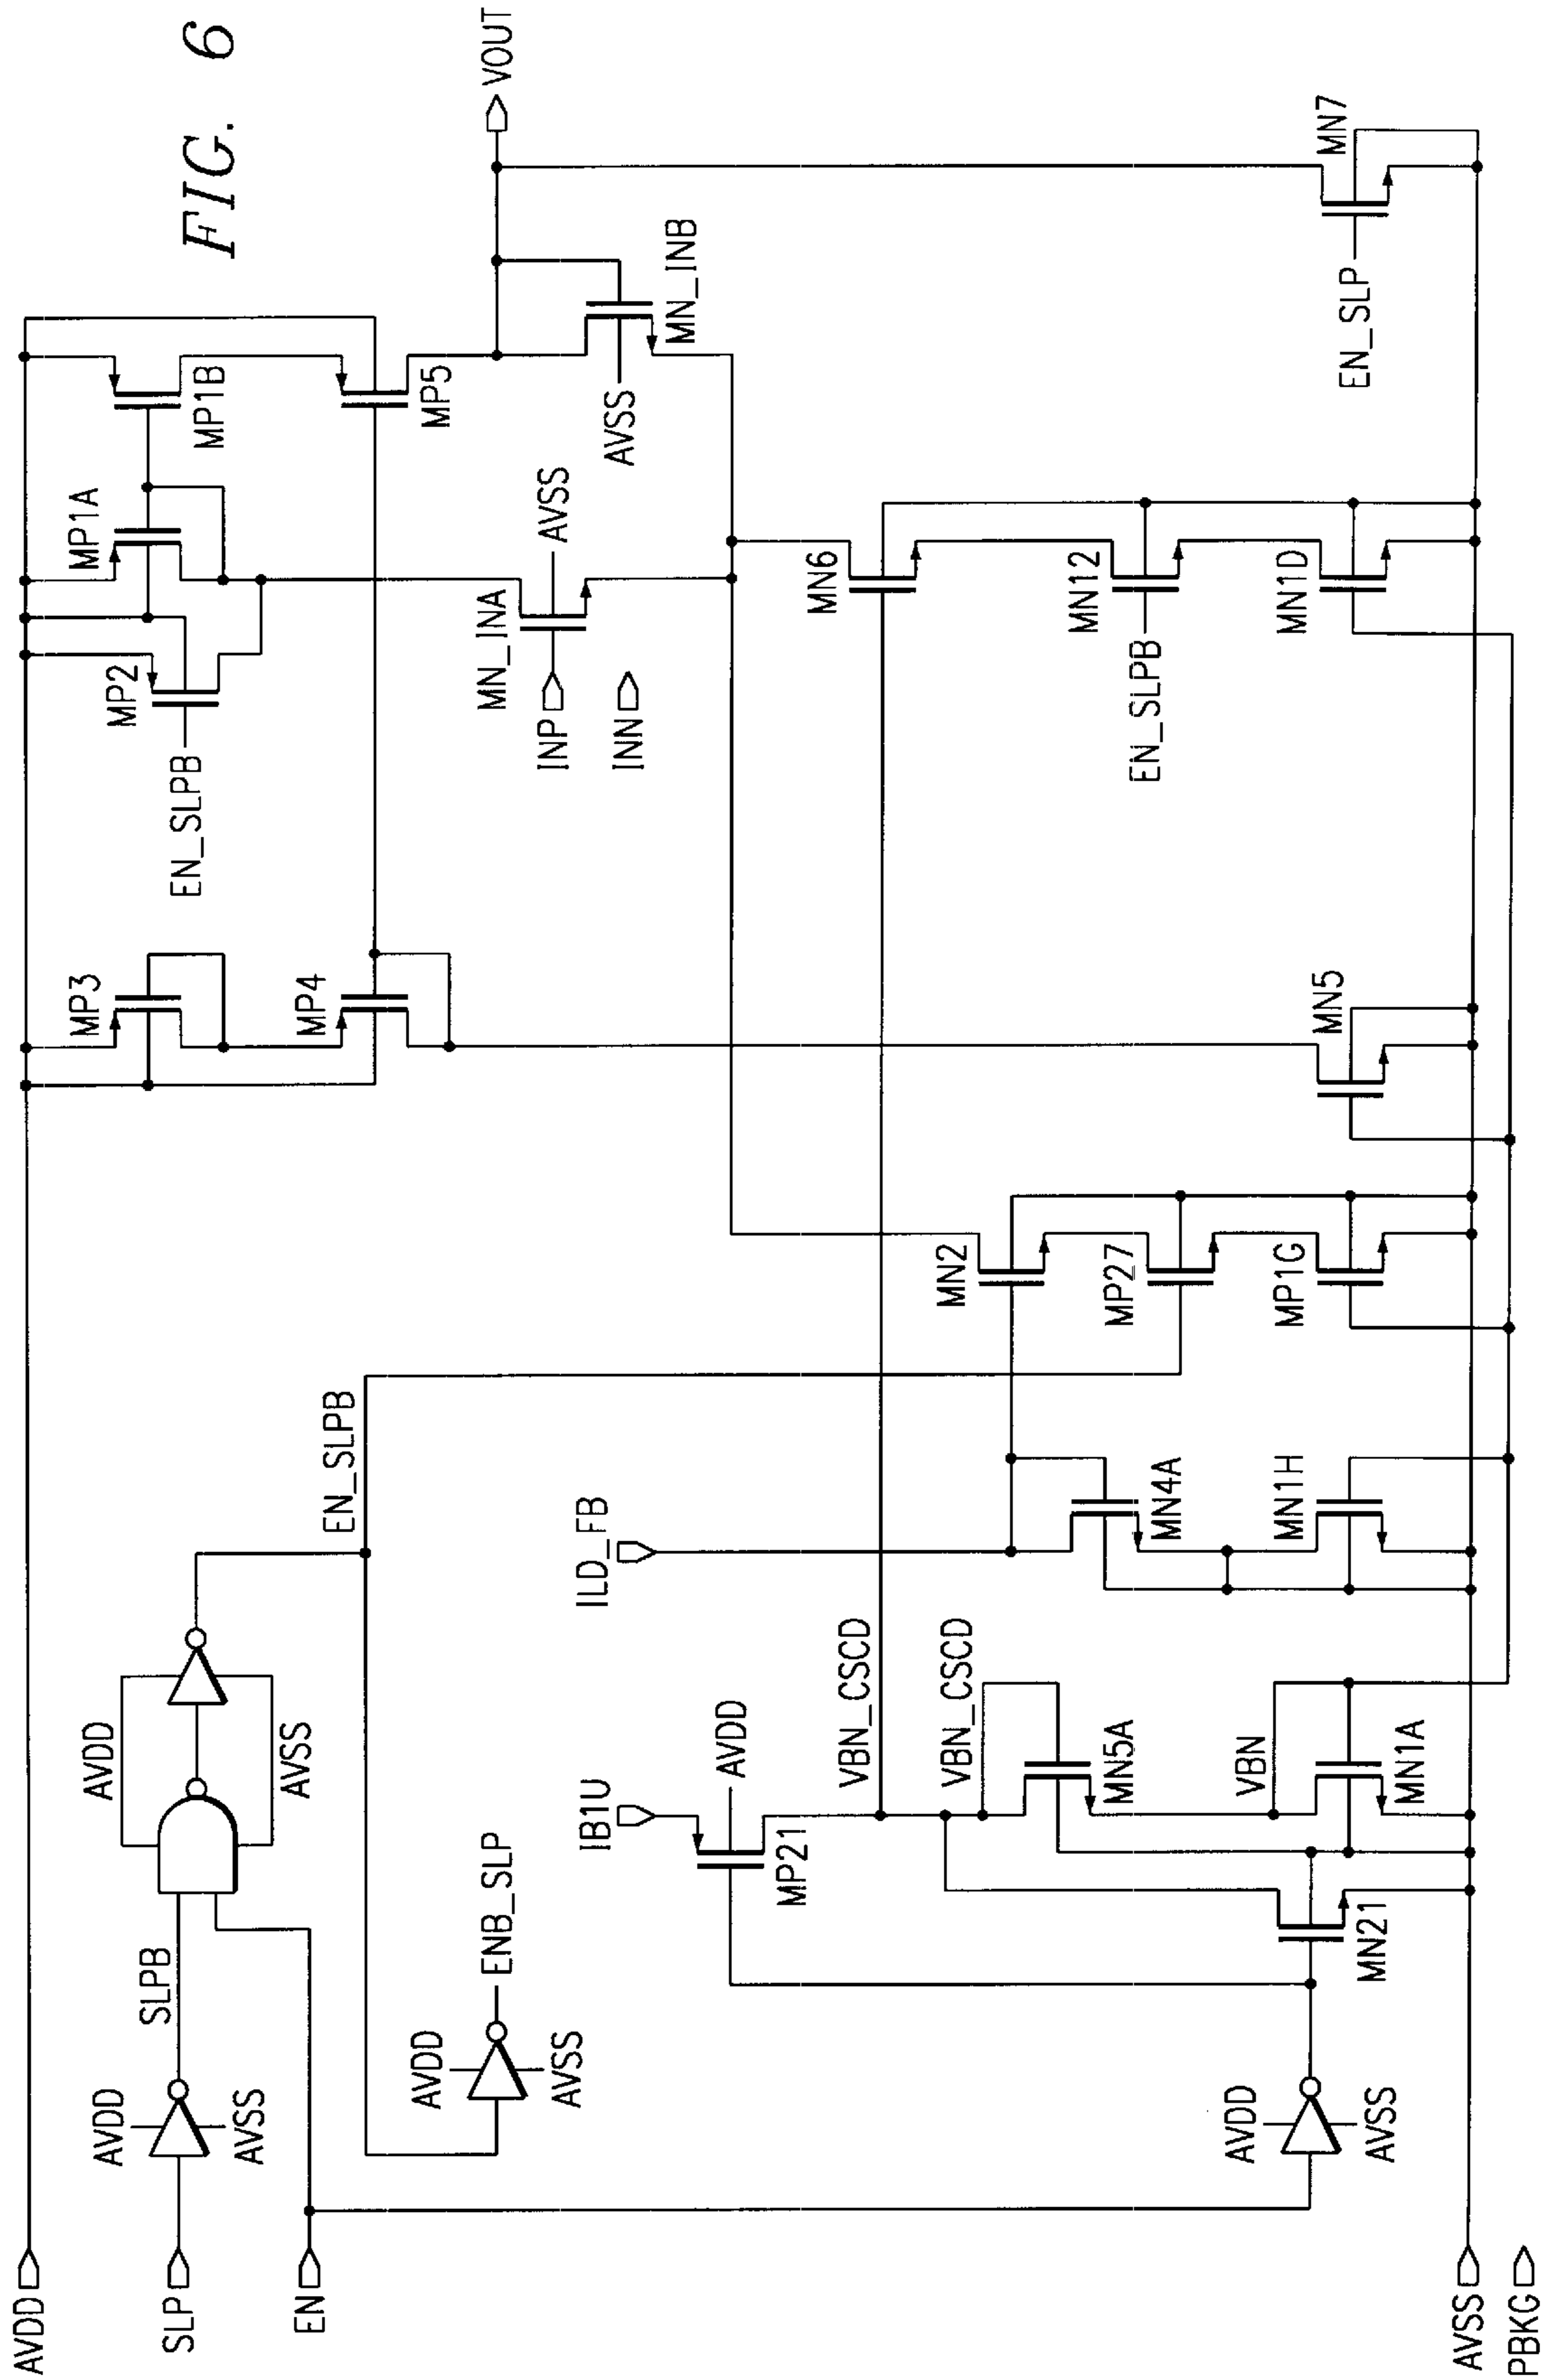 FIG. 6
AVDD
SLP
EN
AVDD
AVSS
SLPB
AVDD
AVSS
EN_SLPB
AVDD
AVSS
ENB_SLP
AVDD
AVSS
IB1U
AVDD
MP21
VBN_CSCD
VBN_CSCD
MN5A
VBN
MN1A
MN21
ILD_FB
MN4A
MN1H
MN2
MP27
MP1G
MP3
MP4
MN5
EN_SLPB
MP2
MP1A
MP1B
MP5
MN_INA
AVSS
INP
INN
AVSS
MN_INB
VOUT
MN6
MN12
EN_SLPB
MN1D
EN_SLP
MN7
AVSS
PBKG